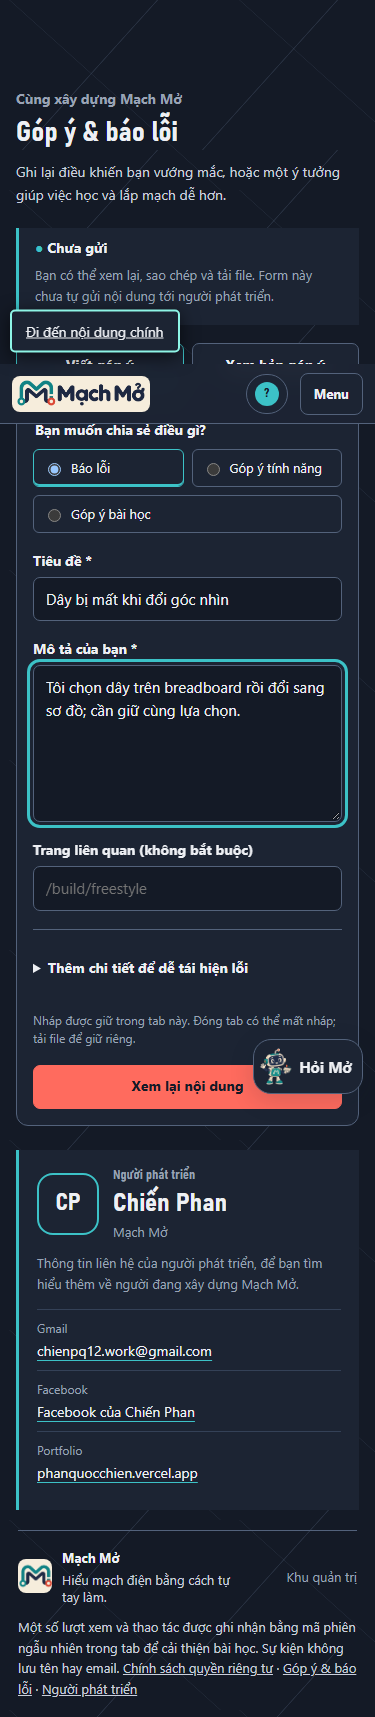 Cùng xây dựng Mạch Mở
Góp ý & báo lỗi
Ghi lại điều khiến bạn vướng mắc, hoặc một ý tưởng
giúp việc học và lắp mạch dễ hơn.
Chưa gửi
Bạn có thể xem lại, sao chép và tải file. Form này
chưa tự gửi nội dung tới người phát triển.
Đi đến nội dung chính
Mạch Mở
?
Menu
Bạn muốn chia sẻ điều gì?
Báo lỗi
Góp ý tính năng
Góp ý bài học
Tiêu đề *
Dây bị mất khi đổi góc nhìn
Mô tả của bạn *
Tôi chọn dây trên breadboard rồi đổi sang
sơ đồ; cần giữ cùng lựa chọn.
Trang liên quan (không bắt buộc)
/build/freestyle
Thêm chi tiết để dễ tái hiện lỗi
Nháp được giữ trong tab này. Đóng tab có thể mất nháp;
tải file để giữ riêng.
Hỏi Mở
Xem lại nội dung
CP
Người phát triển
Chiến Phan
Mạch Mở
Thông tin liên hệ của người phát triển, để bạn tìm
hiểu thêm về người đang xây dựng Mạch Mở.
Gmail
chienpq12.work@gmail.com
Facebook
Facebook của Chiến Phan
Portfolio
phanquocchien.vercel.app
Mạch Mở
Hiểu mạch điện bằng cách tự
tay làm.
Khu quản trị
Một số lượt xem và thao tác được ghi nhận bằng mã phiên
ngẫu nhiên trong tab để cải thiện bài học. Sự kiện không
lưu tên hay email. Chính sách quyền riêng tư · Góp ý & báo
lỗi · Người phát triển